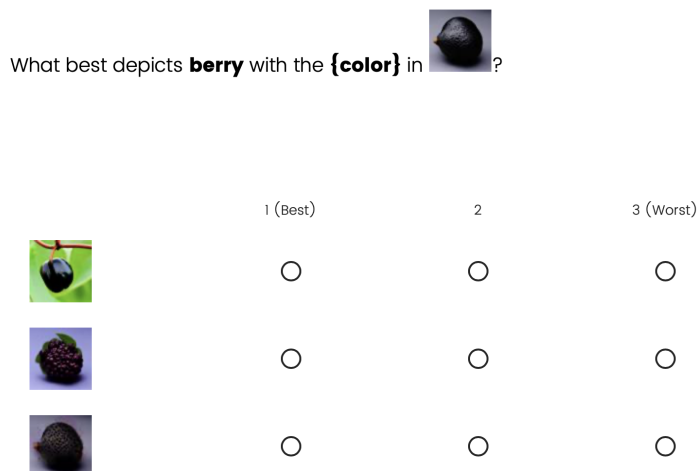 What best depicts berry with the {color} in ?
1 (Best) 2 3 (Worst)